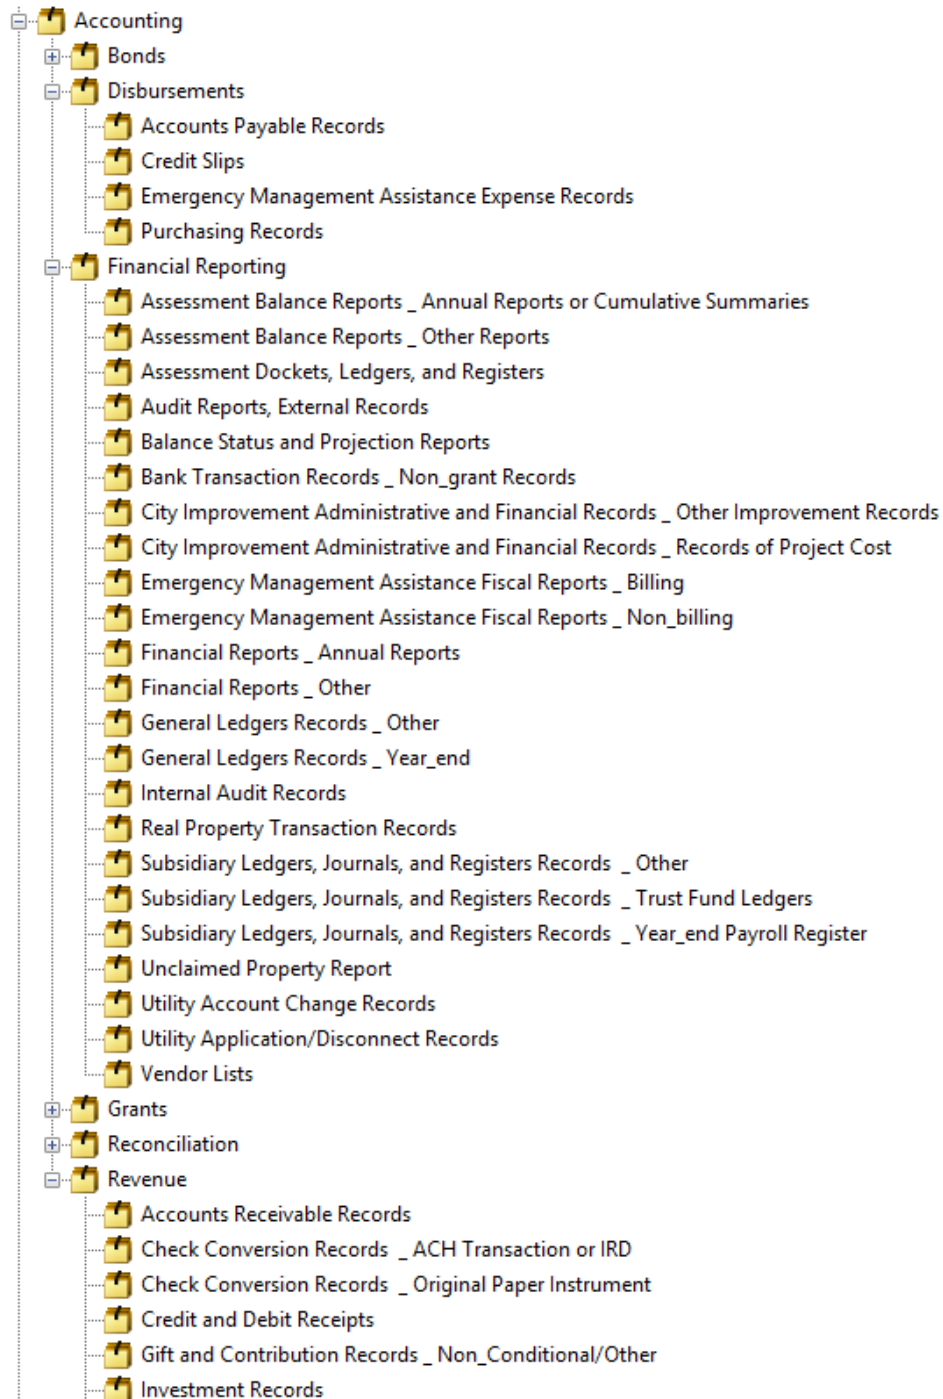 Accounting
Bonds
Disbursements
Accounts Payable Records
Credit Slips
Emergency Management Assistance Expense Records
Purchasing Records
Financial Reporting
Assessment Balance Reports _ Annual Reports or Cumulative Summaries
Assessment Balance Reports _ Other Reports
Assessment Dockets, Ledgers, and Registers
Audit Reports, External Records
Balance Status and Projection Reports
Bank Transaction Records _ Non_grant Records
City Improvement Administrative and Financial Records _ Other Improvement Records
City Improvement Administrative and Financial Records _ Records of Project Cost
Emergency Management Assistance Fiscal Reports _ Billing
Emergency Management Assistance Fiscal Reports _ Non_billing
Financial Reports _ Annual Reports
Financial Reports _ Other
General Ledgers Records _ Other
General Ledgers Records _ Year_end
Internal Audit Records
Real Property Transaction Records
Subsidiary Ledgers, Journals, and Registers Records  _ Other
Subsidiary Ledgers, Journals, and Registers Records  _ Trust Fund Ledgers
Subsidiary Ledgers, Journals, and Registers Records  _ Year_end Payroll Register
Unclaimed Property Report
Utility Account Change Records
Utility Application/Disconnect Records
Vendor Lists
Grants
Reconciliation
Revenue
Accounts Receivable Records
Check Conversion Records  _ ACH Transaction or IRD
Check Conversion Records  _ Original Paper Instrument
Credit and Debit Receipts
Gift and Contribution Records _ Non_Conditional/Other
Investment Records